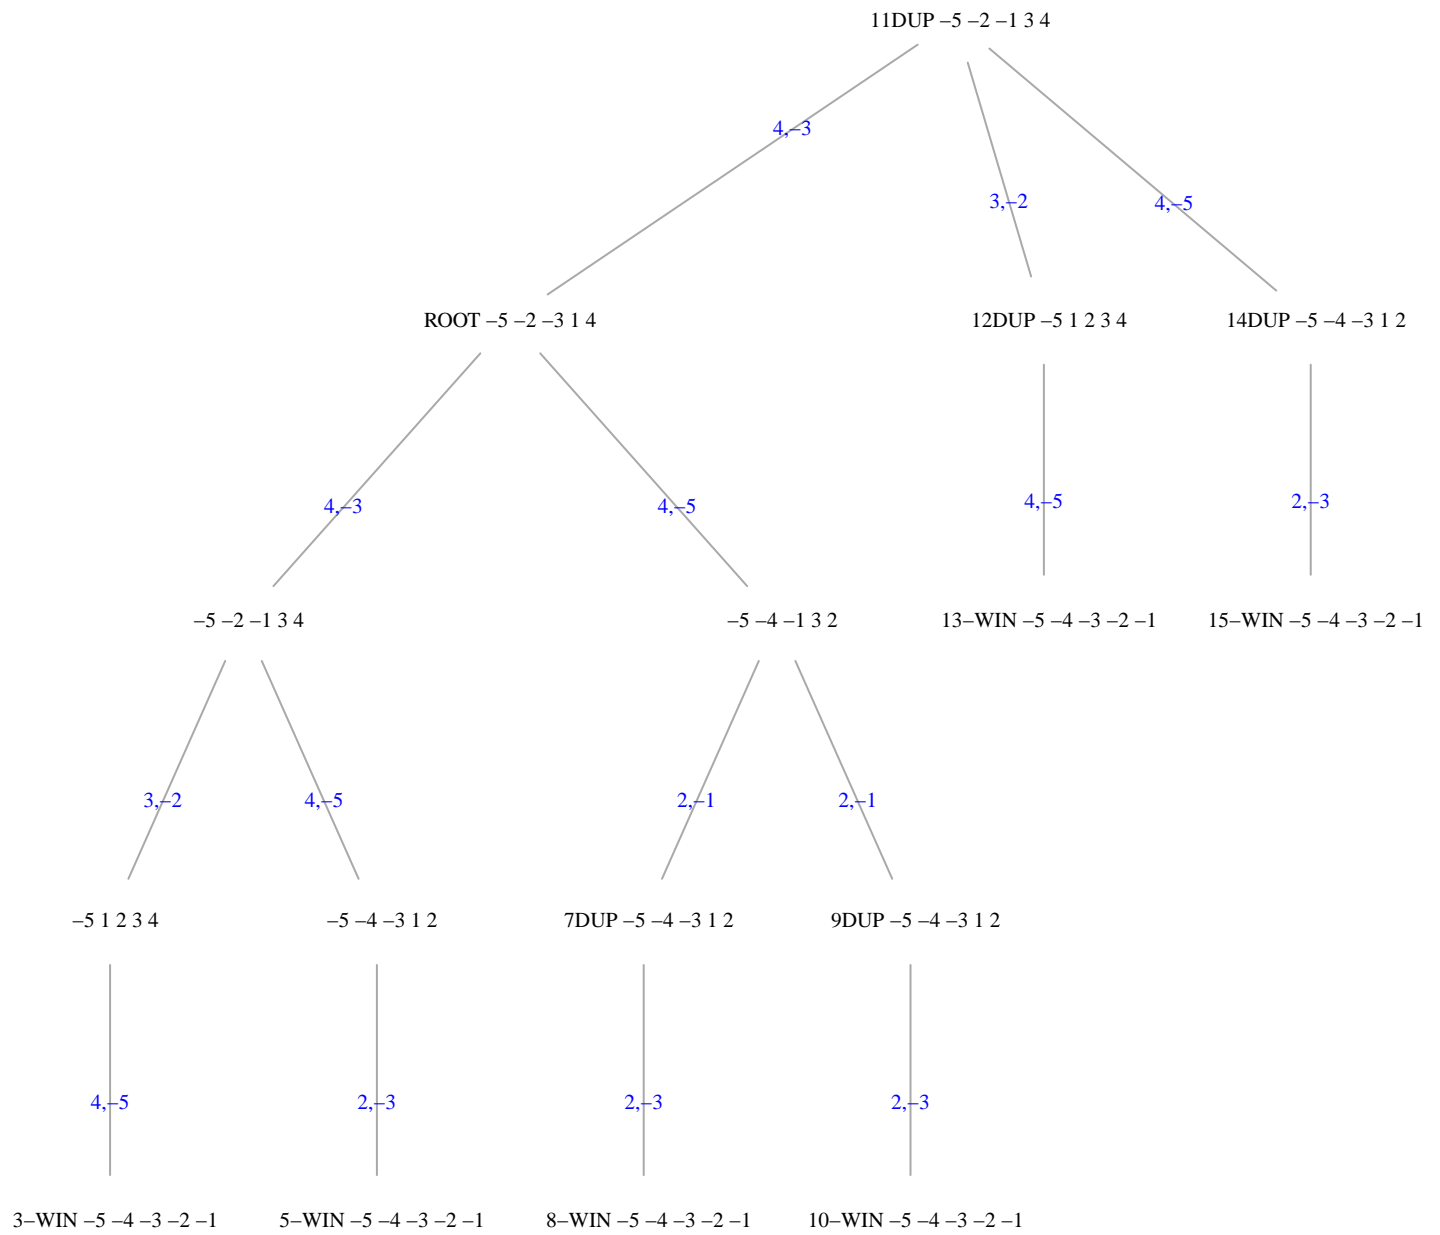 11DUP −5 −2 −1 3 4
4,−3
3,−2
4,−5
ROOT −5 −2 −3 1 4
12DUP −5 1 2 3 4
14DUP −5 −4 −3 1 2
4,−3
4,−5
4,−5
2,−3
−5 −2 −1 3 4
−5 −4 −1 3 2
13−WIN −5 −4 −3 −2 −1
15−WIN −5 −4 −3 −2 −1
3,−2
4,−5
2,−1
2,−1
−5 1 2 3 4
−5 −4 −3 1 2
7DUP −5 −4 −3 1 2
9DUP −5 −4 −3 1 2
4,−5
2,−3
2,−3
2,−3
3−WIN −5 −4 −3 −2 −1
5−WIN −5 −4 −3 −2 −1
8−WIN −5 −4 −3 −2 −1
10−WIN −5 −4 −3 −2 −1